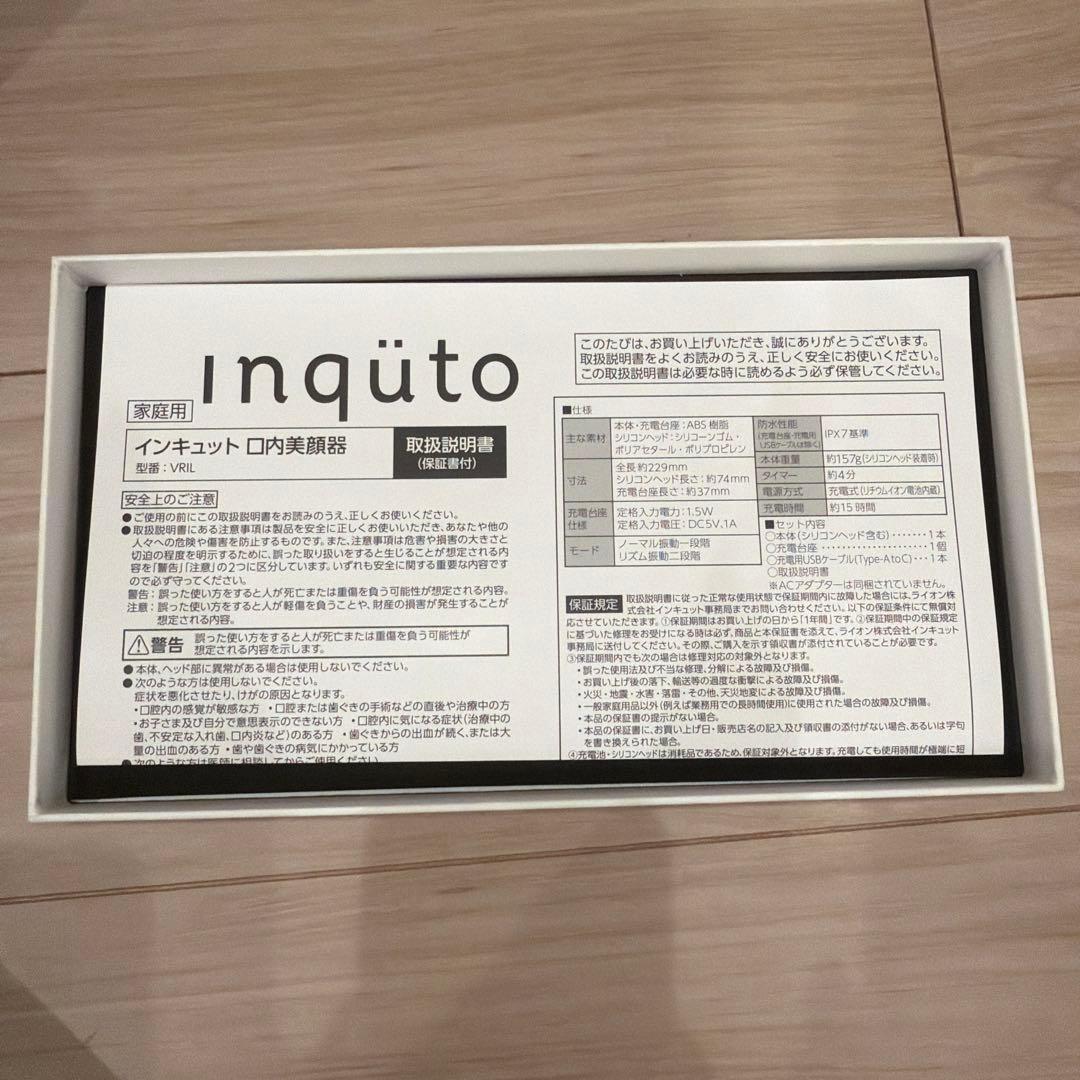 inqüto
家庭用
インキュット 口内美顔器
型番：VRIL
取扱説明書
（保証書付）
安全上のご注意
●ご使用の前にこの取扱説明書をお読みのうえ、正しくお使いください。
●取扱説明書にある注意事項は製品を安全に正しくお使いいただき、あなたや他の
人々への危険や傷害を防止するものです。また、注意事項は危害や損害の大きさと
切迫の程度を明示するために、誤った取り扱いをすると生じることが想定される内
容を「警告」「注意」の2つに区分しています。いずれも安全に関する重要な内容です
ので必ず守ってください。
警告：誤った使い方をすると人が死亡または重傷を負う可能性が想定される内容。
注意：誤った使い方をすると人が軽傷を負うことや、財産の損害が発生することが
想定される内容。
警告
誤った使い方をすると人が死亡または重傷を負う可能性が
想定される内容を示します。
●本体、ヘッド部に異常がある場合は使用しないでください。
●次のような方は使用しないでください。
症状を悪化させたり、けがの原因となります。
・口腔内の感覚が敏感な方 ・口腔または歯ぐきの手術などの直後や治療中の方
・お子さま及び自分で意思表示のできない方 ・口腔内に気になる症状（治療中の
歯、不安定な入れ歯、口内炎など）のある方 ・歯ぐきからの出血が続く、または大
量の出血のある方 ・歯や歯ぐきの病気にかかっている方
●次のような方は医師に相談してからご使用ください。
このたびは、お買い上げいただき、誠にありがとうございます。
取扱説明書をよくお読みのうえ、正しく安全にお使いください。
この取扱説明書は必要な時に読めるよう必ず保管してください。
■仕様
主な素材
本体・充電台座：ABS 樹脂
シリコンヘッド：シリコーンゴム・
ポリアセタール・ポリプロピレン
寸法
全長 約229mm
シリコンヘッド長さ：約74mm
充電台座長さ：約37mm
充電台座
仕様
定格入力電力：1.5W
定格入力電圧：DC5V.1A
モード
ノーマル振動一段階
リズム振動二段階
防水性能
（充電台座・充電用
USBケーブルは除く）
IPX7基準
本体重量
約157g（シリコンヘッド装着時）
タイマー
約4分
電源方式
充電式（リチウムイオン電池内蔵）
充電時間
約15時間
■セット内容
○本体（シリコンヘッド含む）・・・・・・・1本
○充電台座・・・・・・・・・・・・・・・・・・・・・1個
○充電用USBケーブル（Type-AtoC）・・・1本
○取扱説明書
※ACアダプターは同梱されていません。
保証規定
取扱説明書に従った正常な使用状態で保証期間内に故障した場合には、ライオン株
式会社インキュット事務局までお問い合わせください。以下の保証条件にて無償対
応させていただきます。①保証期間はお買い上げの日から「1年間」です。②保証期間中の保証規定
に基づいた修理をお受けになる時は必ず、商品と本保証書を添えて、ライオン株式会社インキュット
事務局に送付してください。その際、ご購入を示す領収書が添付されていることが必要です。
③保証期間内でも次の場合は修理対応の対象外となります。
・誤った使用法及び不当な修理、分解による故障及び損傷。
・お買い上げ後の落下、輸送等の過度な衝撃による故障及び損傷。
・火災・地震・水害・落雷・その他、天災地変による故障及び損傷。
・一般家庭用品以外（例えば業務用での長時間使用）に使用された場合の故障及び損傷。
・本品の保証書の提示がない場合。
・本品の保証書に、お買い上げ日・販売店名の記入及び領収書の添付がない場合、あるいは字句
を書き換えられた場合。
④充電池・シリコンヘッドは消耗品であるため、保証対象外となります。充電しても使用時間が極端に短